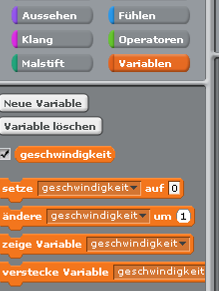 Aussehen Fühlen
Klang Operatoren
Malstift Variablen
Neue Variable
Variable löschen
geschwindigkeit
setze geschwindigkeit auf 0
ändere geschwindigkeit um 1
zeige Variable geschwindigkeit
verstecke Variable geschwindigkeit